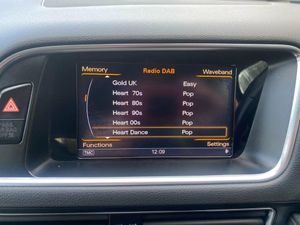 Memory Radio DAB Waveband
Gold UK Easy
Heart 70s Pop
Heart 80s Pop
Heart 90s Pop
Heart 00s Pop
Heart Dance Pop
Functions Settings
TMC 12:09